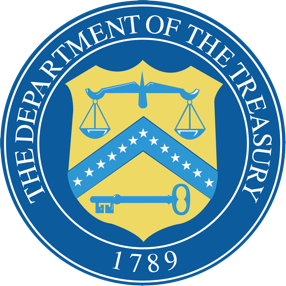 THE DEPARTMENT OF THE TREASURY
1789